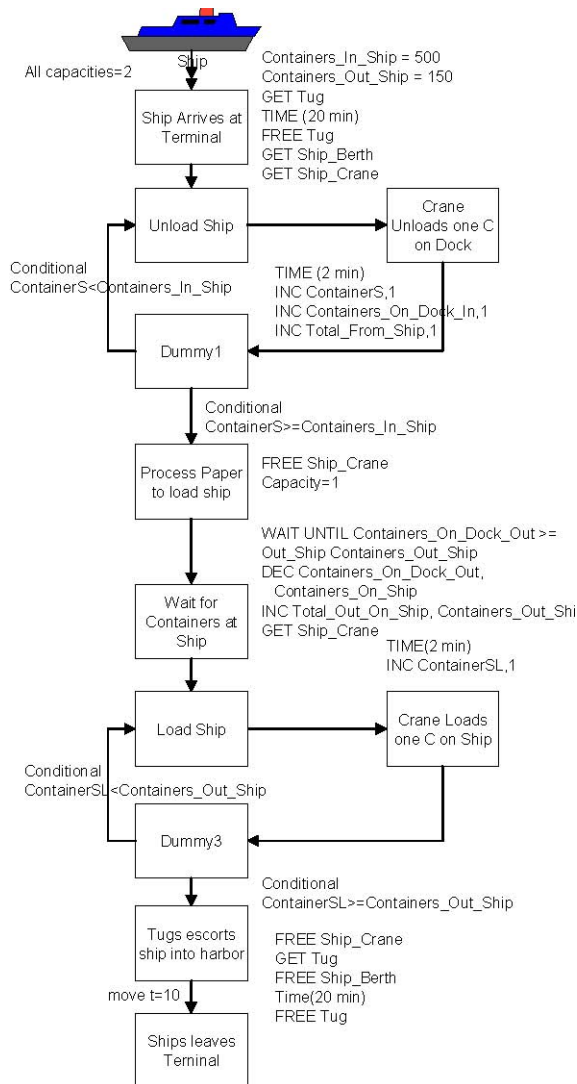 Ship
All capacities=2
Containers_In_Ship = 500
Containers_Out_Ship = 150
GET Tug
TIME (20 min)
FREE Tug
GET Ship_Berth
GET Ship_Crane
Ship Arrives at
Terminal
Unload Ship
Crane
Unloads one C
on Dock
Conditional
ContainerS<Containers_In_Ship
TIME (2 min)
INC ContainerS,1
INC Containers_On_Dock_In,1
INC Total_From_Ship,1
Dummy1
Conditional
ContainerS>=Containers_In_Ship
Process Paper
to load ship
FREE Ship_Crane
Capacity=1
WAIT UNTIL Containers_On_Dock_Out >=
Out_Ship Containers_Out_Ship
DEC Containers_On_Dock_Out,
Containers_On_Ship
INC Total_Out_On_Ship, Containers_Out_Shi
GET Ship_Crane
Wait for
Containers at
Ship
TIME(2 min)
INC ContainerSL,1
Load Ship
Crane Loads
one C on Ship
Conditional
ContainerSL<Containers_Out_Ship
Dummy3
Conditional
ContainerSL>=Containers_Out_Ship
Tugs escorts
ship into harbor
FREE Ship_Crane
GET Tug
FREE Ship_Berth
Time(20 min)
FREE Tug
move t=10
Ships leave
Terninal